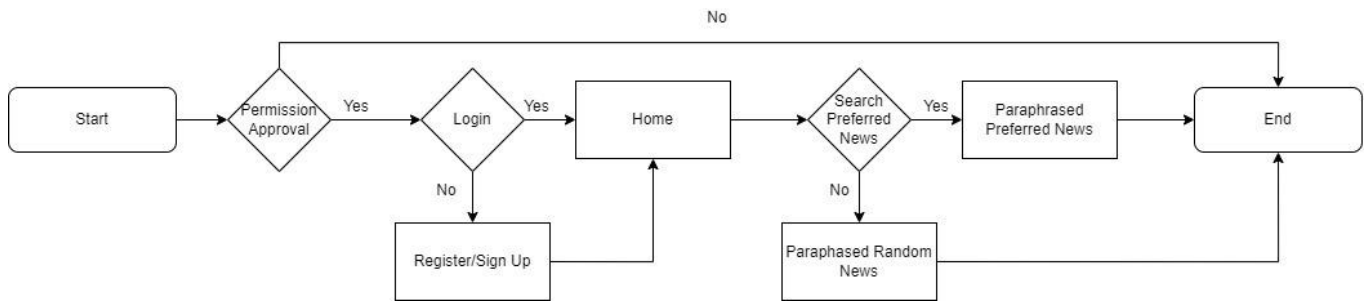 No
Start
Permission
Approval
Yes
Login
Yes
Home
Search
Preferred
News
Yes
Paraphrased
Preferred News
End
No
No
Register/Sign Up
Paraphased Random
News